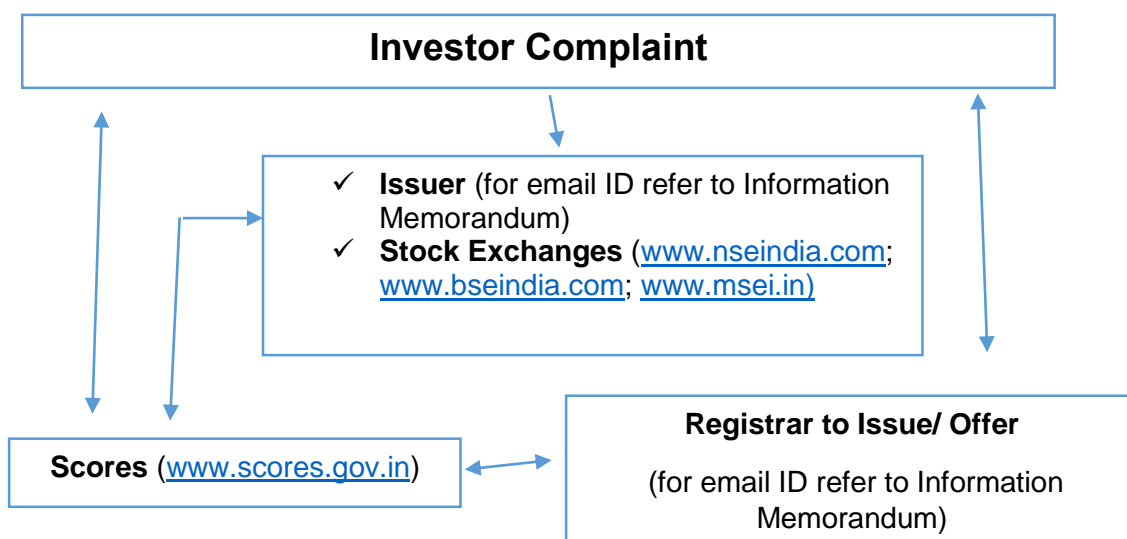 Investor Complaint
✓ Issuer (for email ID refer to Information
Memorandum)
✓ Stock Exchanges (www.nseindia.com;
www.bseindia.com; www.msei.in)
Scores (www.scores.gov.in)
Registrar to Issue/ Offer
(for email ID refer to Information
Memorandum)